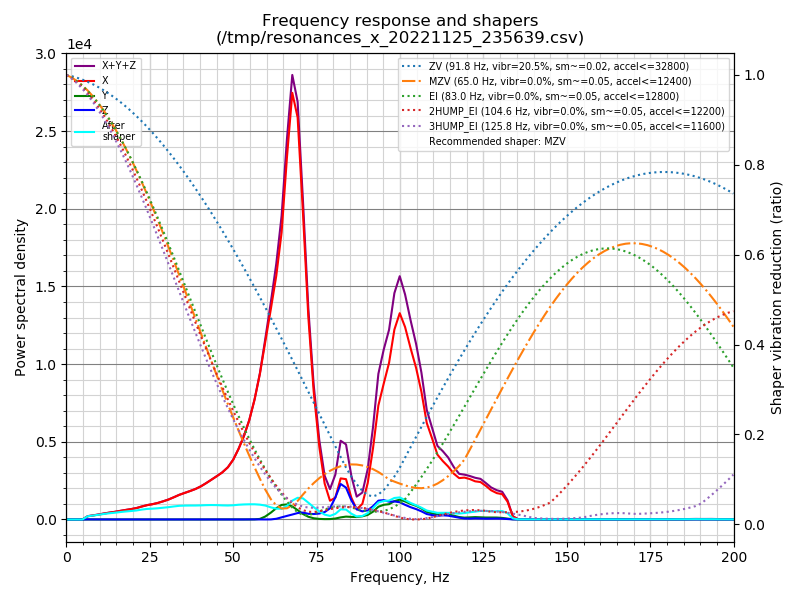 Frequency response and shapers
(/tmp/resonances_x_20221125_235639.csv)
1e4
X+Y+Z
X
Y
Z
After
shaper
ZV (91.8 Hz, vibr=20.5%, sm~=0.02, accel<=32800)
MZV (65.0 Hz, vibr=0.0%, sm~=0.05, accel<=12400)
EI (83.0 Hz, vibr=0.0%, sm~=0.05, accel<=12800)
2HUMP_EI (104.6 Hz, vibr=0.0%, sm~=0.05, accel<=12200)
3HUMP_EI (125.8 Hz, vibr=0.0%, sm~=0.05, accel<=11600)
Recommended shaper: MZV
Power spectral density
3.0
2.5
2.0
1.5
1.0
0.5
0.0
1.0
0.8
0.6
0.4
0.2
0.0
Shaper vibration reduction (ratio)
0 25 50 75 100 125 150 175 200
Frequency, Hz